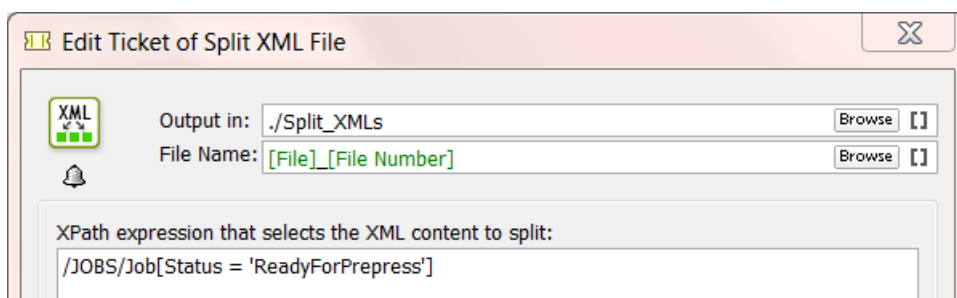 Edit Ticket of Split XML File
XML
Output in: ./Split_XMLs Browse []
File Name: [File]_[File Number] Browse []
XPath expression that selects the XML content to split:
/JOBS/Job[Status = 'ReadyForPrepress']